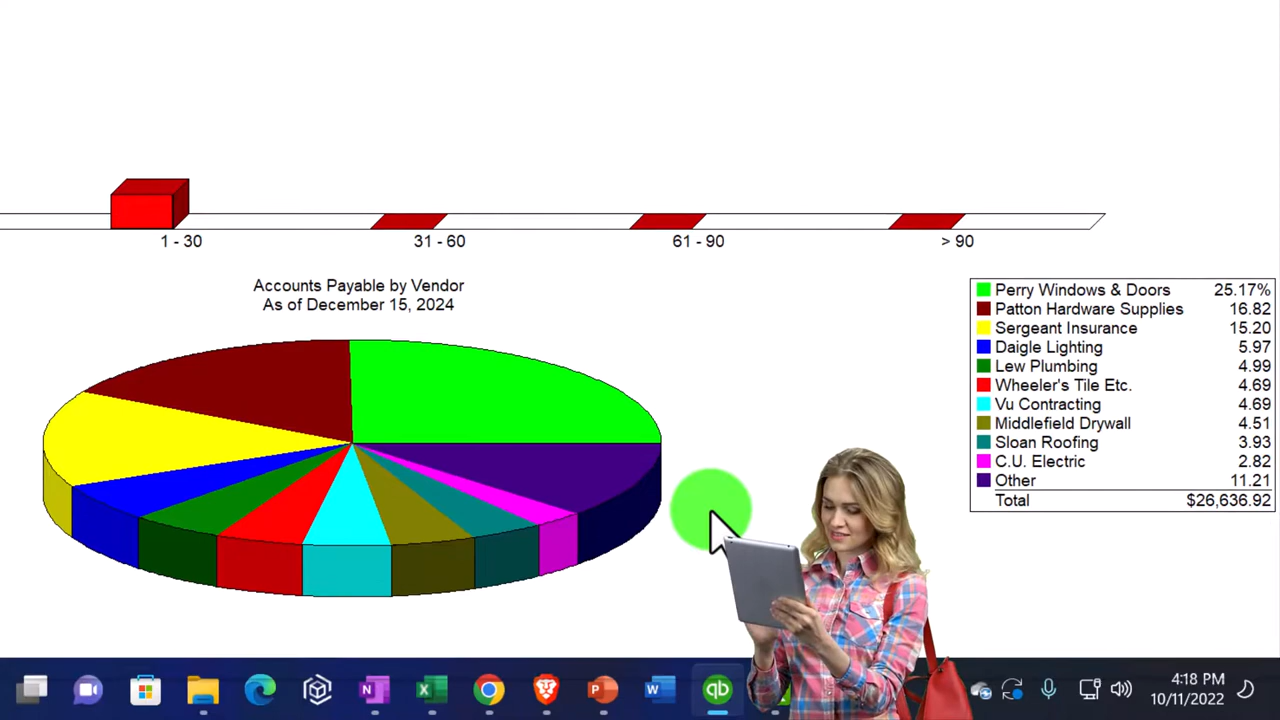 1 - 30
31 - 60
61 - 90
> 90
Accounts Payable by Vendor
As of December 15, 2024
Perry Windows & Doors 25.17%
Patton Hardware Supplies 16.82
Sergeant Insurance 15.20
Daigle Lighting 5.97
Lew Plumbing 4.99
Wheeler's Tile Etc. 4.69
Vu Contracting 4.69
Middlefield Drywall 4.51
Sloan Roofing 3.93
C.U. Electric 2.82
Other 11.21
Total $26,636.92
N
X
P
W
qb
4:18 PM
10/11/2022